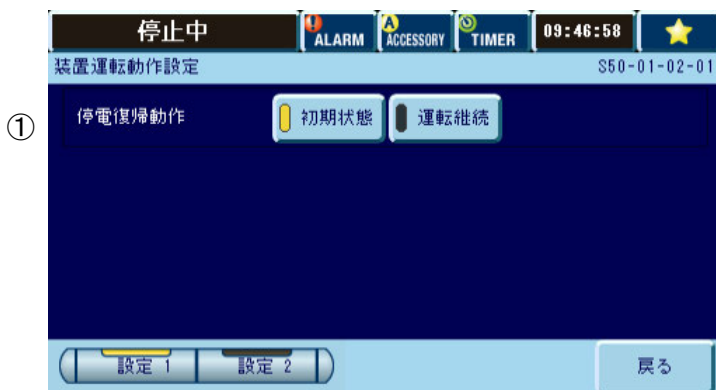 停止中 ALARM ACCESSORY TIMER 09:46:58
装置運転動作設定 S50-01-02-01
① 停電復帰動作 初期状態 運転継続
設定 1 設定 2 戻る